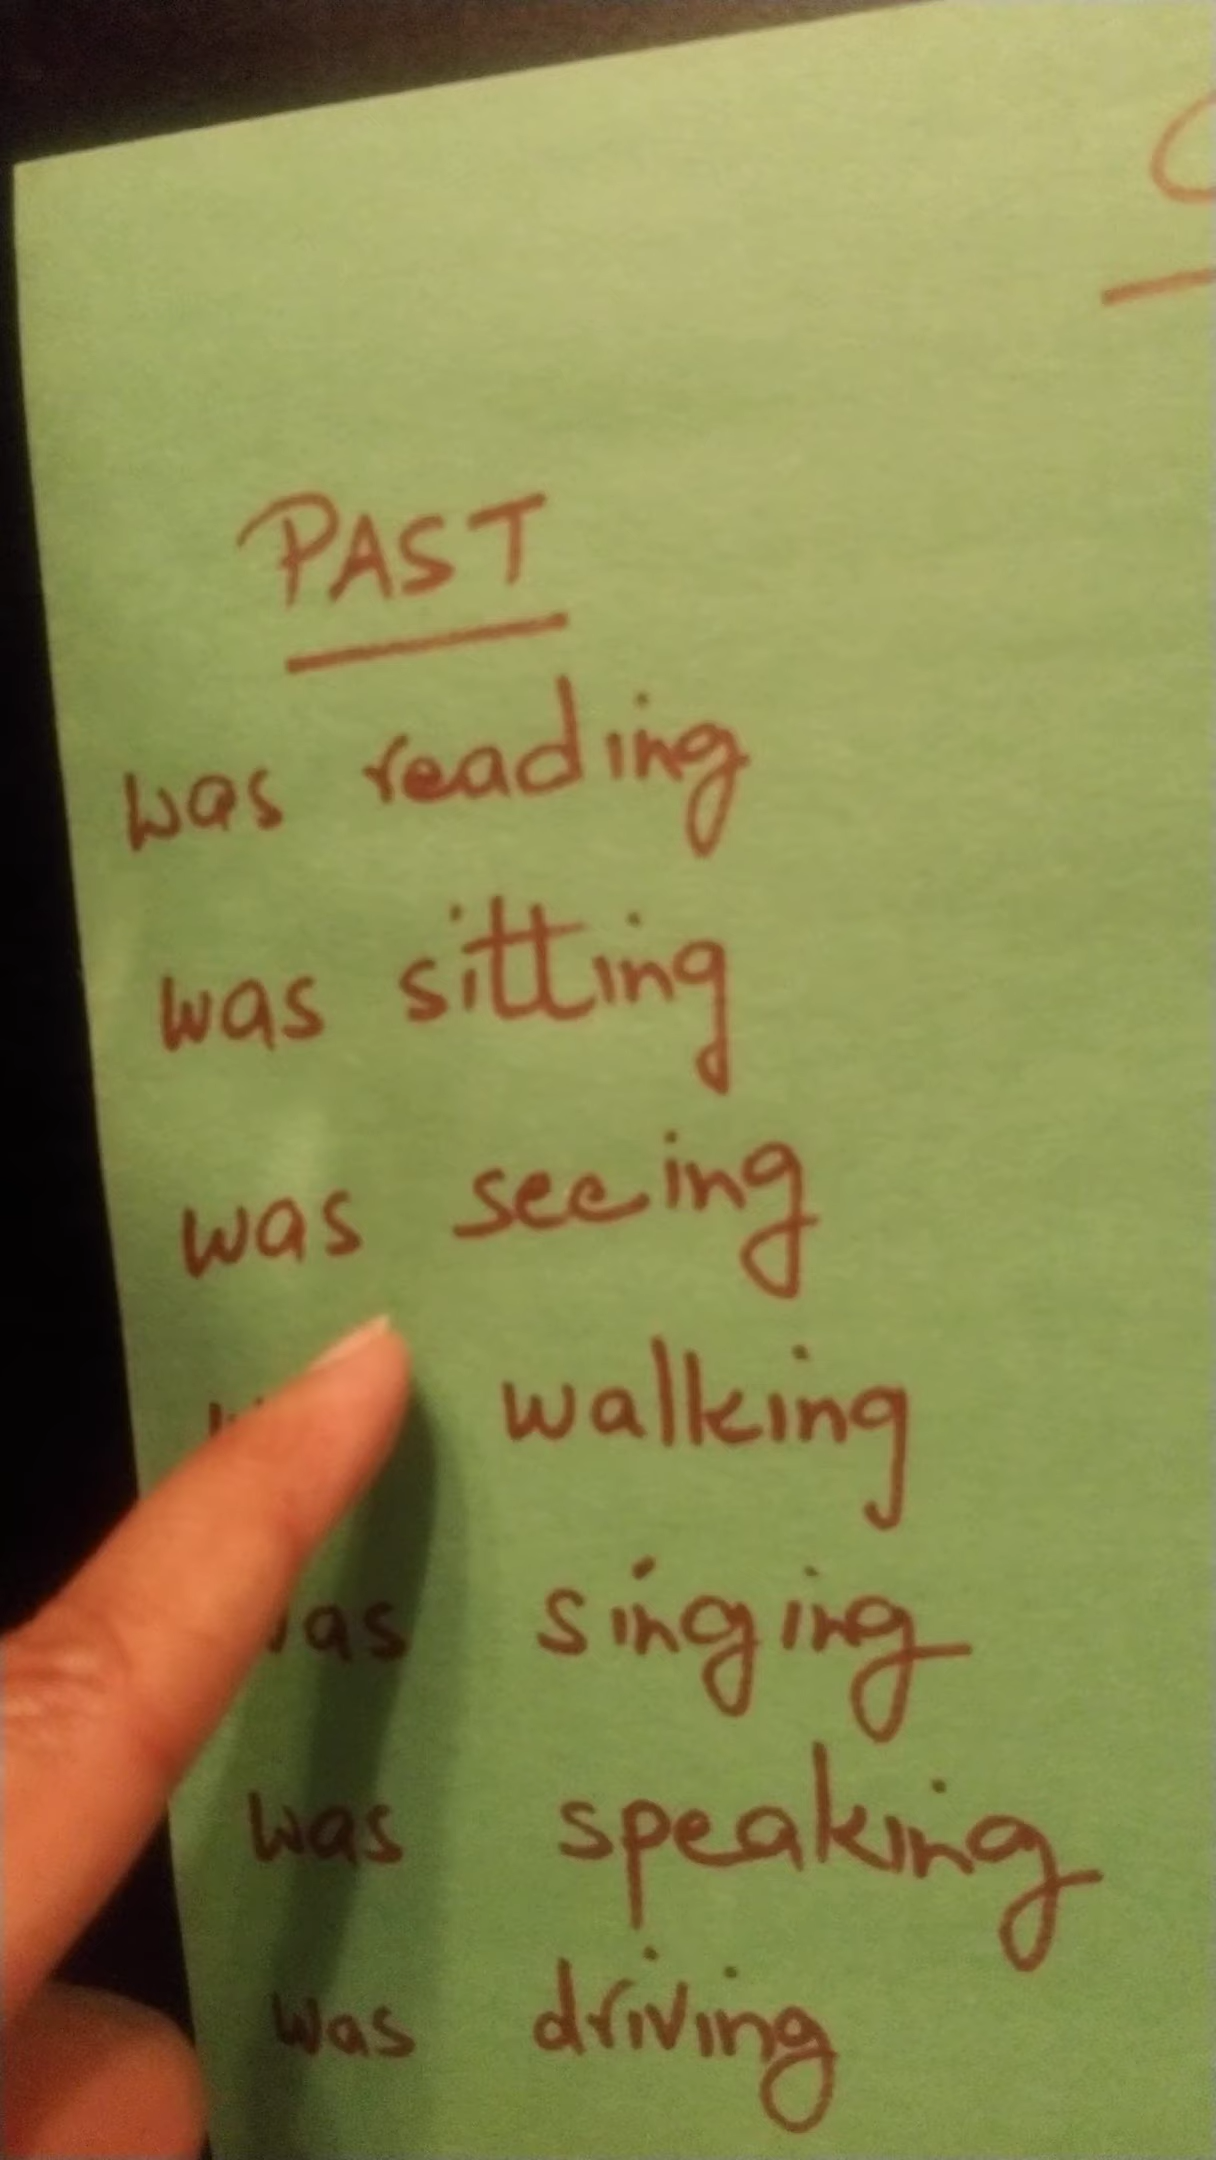 PAST
was reading
was sitting
was seeing
walking
singing
was speaking
was driving